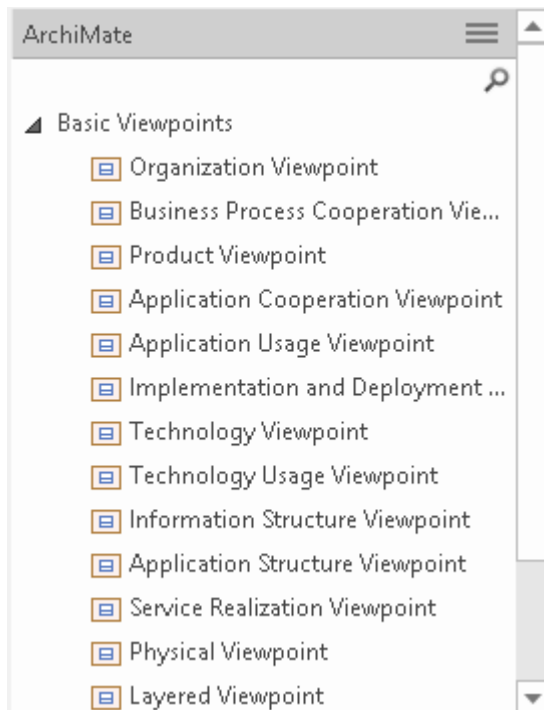 ArchiMate
Basic Viewpoints
Organization Viewpoint
Business Process Cooperation Vie...
Product Viewpoint
Application Cooperation Viewpoint
Application Usage Viewpoint
Implementation and Deployment ...
Technology Viewpoint
Technology Usage Viewpoint
Information Structure Viewpoint
Application Structure Viewpoint
Service Realization Viewpoint
Physical Viewpoint
Layered Viewpoint